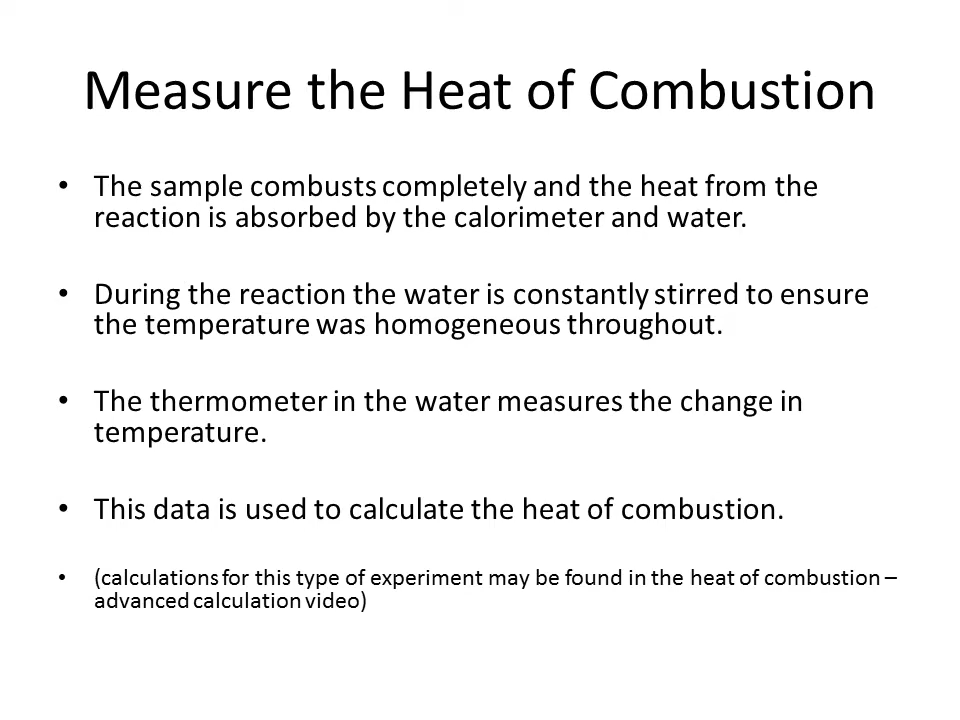 Measure the Heat of Combustion
• The sample combusts completely and the heat from the
reaction is absorbed by the calorimeter and water.
• During the reaction the water is constantly stirred to ensure
the temperature was homogeneous throughout.
• The thermometer in the water measures the change in
temperature.
• This data is used to calculate the heat of combustion.
• (calculations for this type of experiment may be found in the heat of combustion –
advanced calculation video)